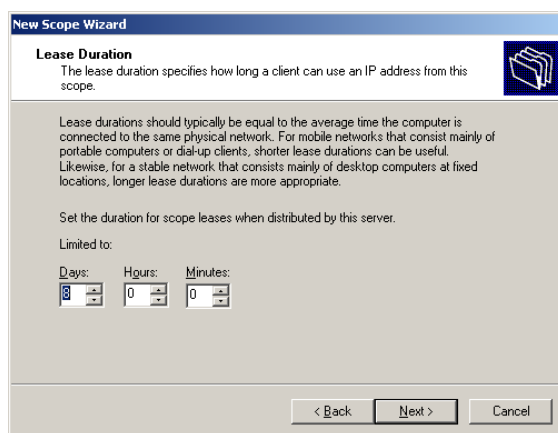 New Scope Wizard
Lease Duration
The lease duration specifies how long a client can use an IP address from this
scope.
Lease durations should typically be equal to the average time the computer is
connected to the same physical network. For mobile networks that consist mainly of
portable computers or dial-up clients, shorter lease durations can be useful.
Likewise, for a stable network that consists mainly of desktop computers at fixed
locations, longer lease durations are more appropriate.
Set the duration for scope leases when distributed by this server.
Limited to:
Days: Hours: Minutes:
8 0 0
< Back Next > Cancel